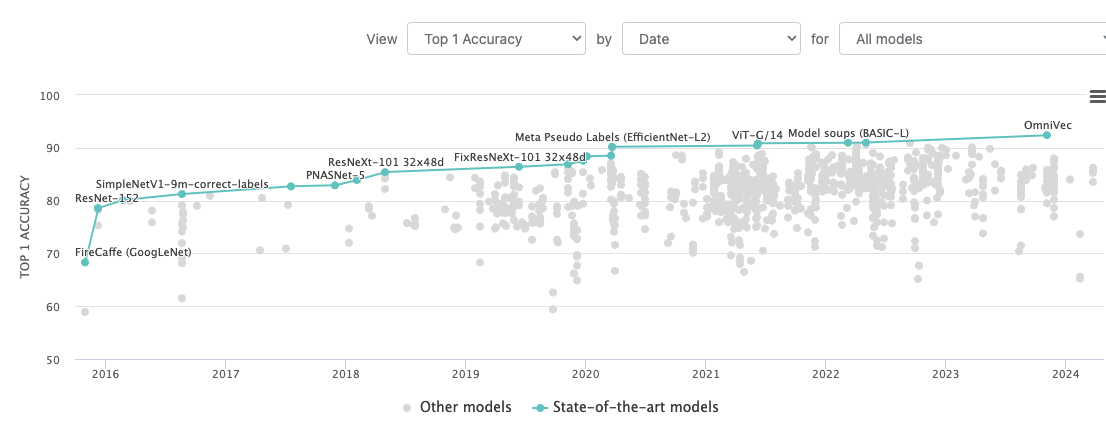 View Top 1 Accuracy by Date for All models
100
90
80
70
60
50
TOP 1 ACCURACY
OmniVec
Meta Pseudo Labels (EfficientNet-L2)
ViT-G/14
Model soups (BASIC-L)
ResNeXt-101 32x48d
FixResNeXt-101 32x48d
PNASNet-5
SimpleNetV1-9m-correct-labels
ResNet-152
FireCaffe (GoogLeNet)
2016 2017 2018 2019 2020 2021 2022 2023 2024
Other models State-of-the-art models